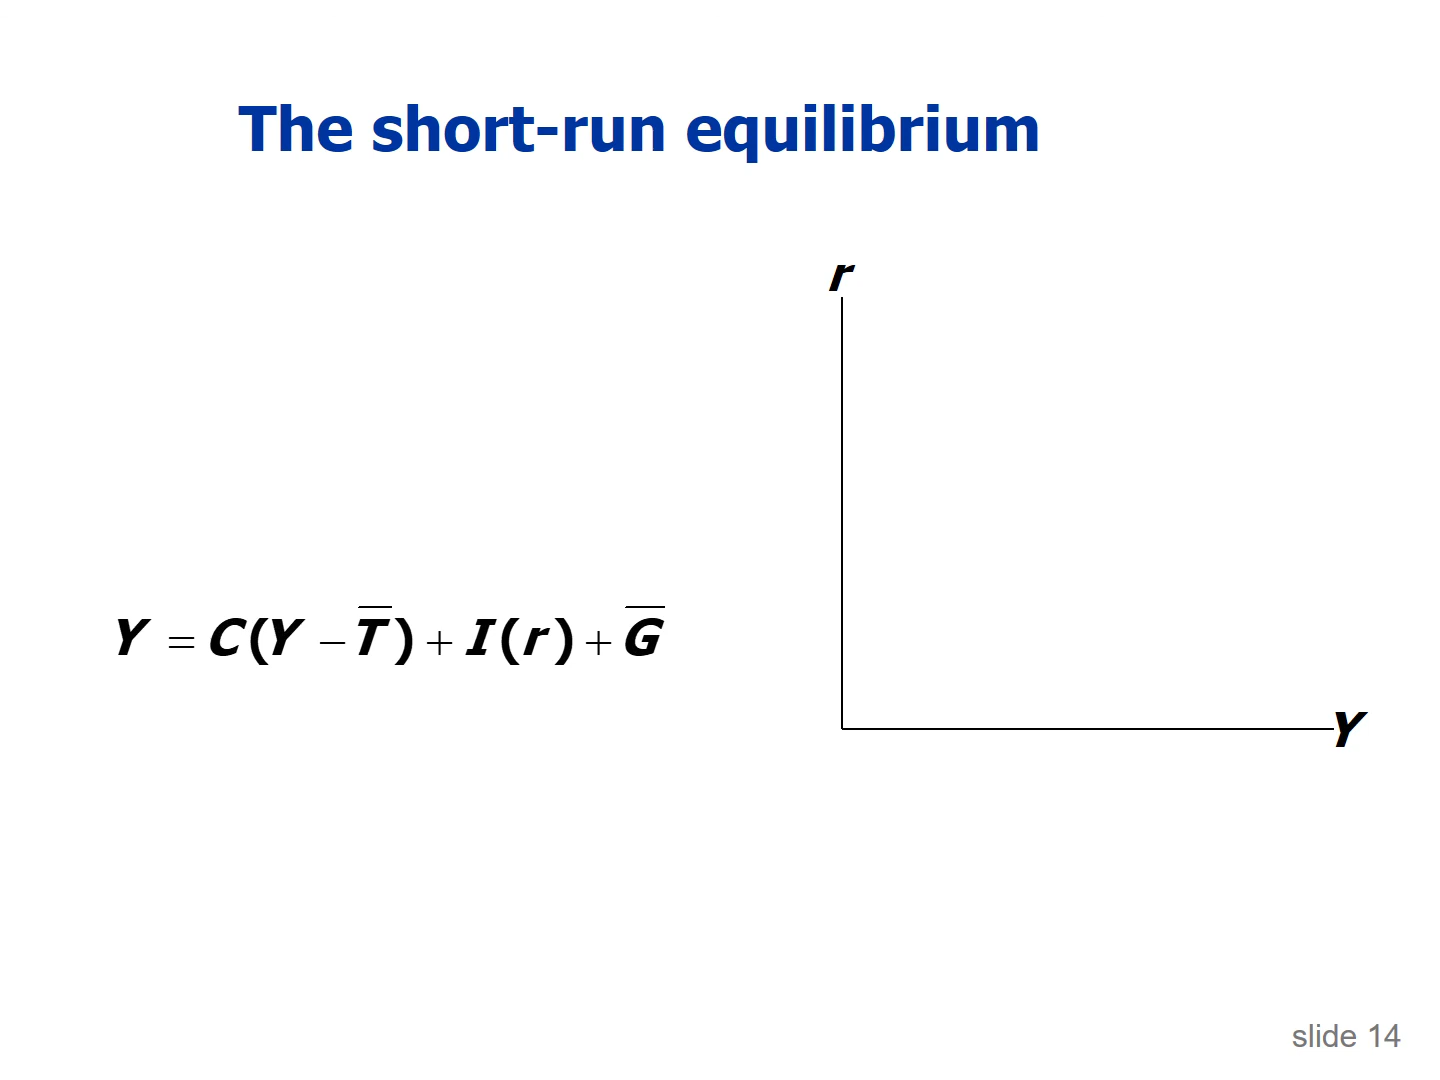 The short-run equilibrium
r
Y = C(Y − T̅) + I(r) + G̅
Y
slide 14